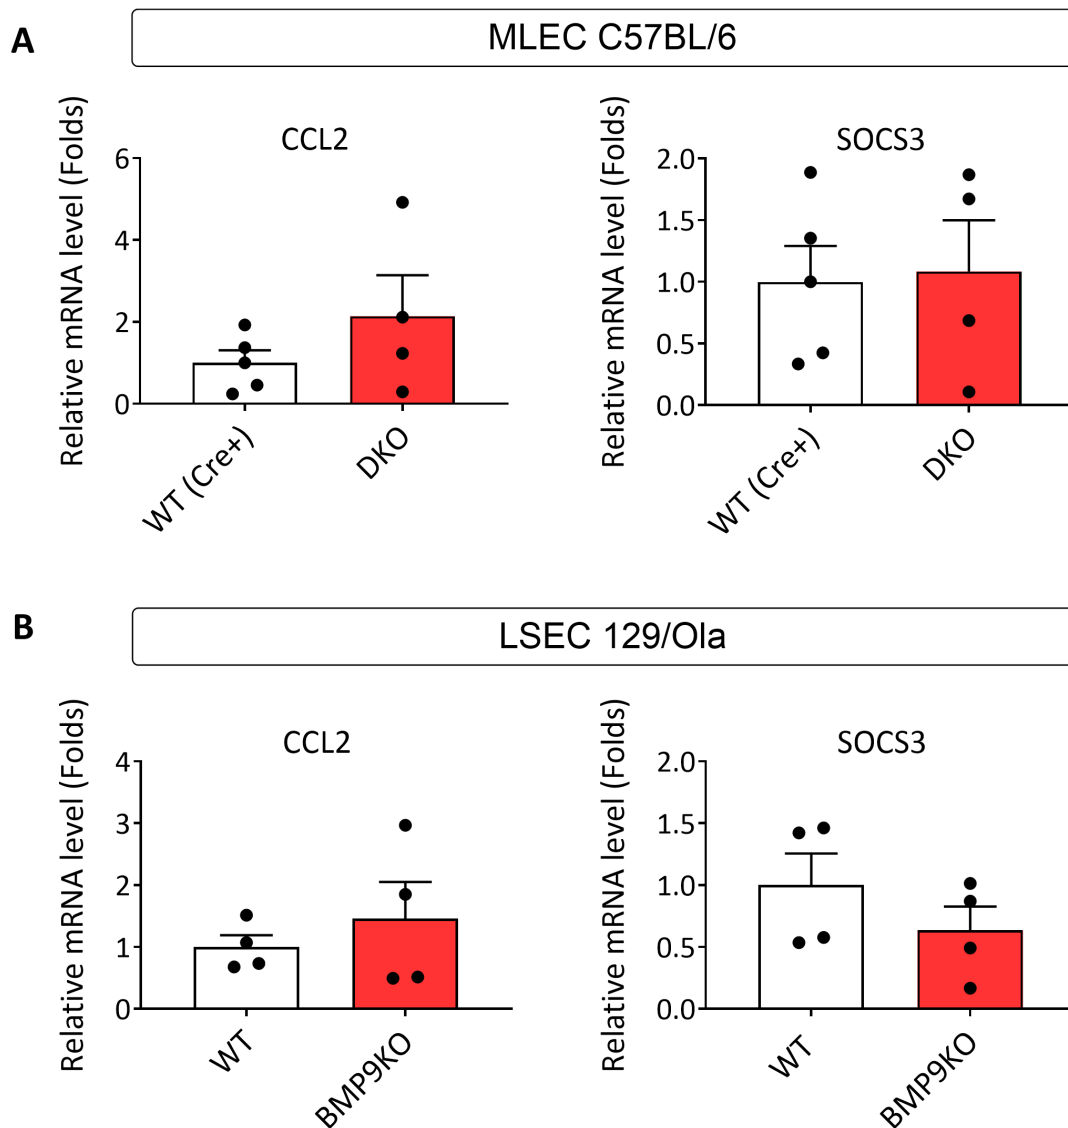 A
MLEC C57BL/6
CCL2
Relative mRNA level (Folds)
6
4
2
0
WT (Cre+)
DKO
SOCS3
Relative mRNA level (Folds)
2.0
1.5
1.0
0.5
0.0
WT (Cre+)
DKO
B
LSEC 129/Ola
CCL2
Relative mRNA level (Folds)
4
3
2
1
0
WT
BMP9KO
SOCS3
Relative mRNA level (Folds)
2.0
1.5
1.0
0.5
0.0
WT
BMP9KO